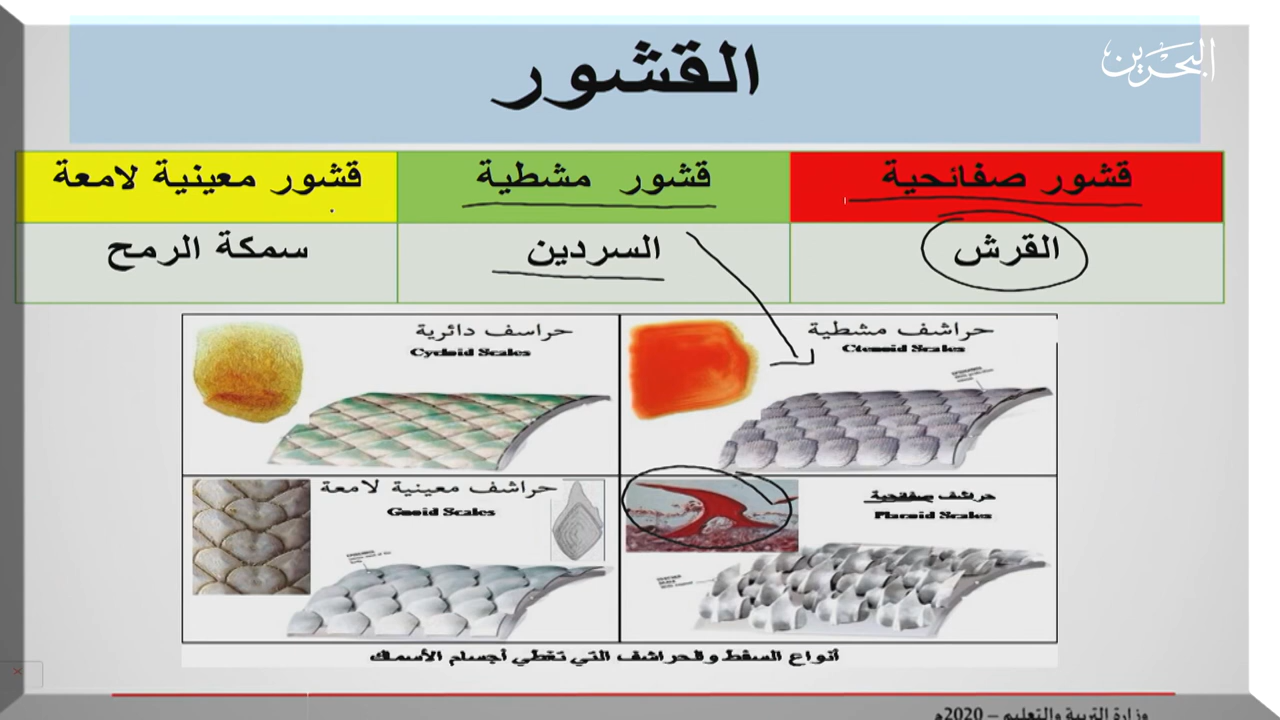 القشور
البحرين
قشور صفائحية
قشور مشطية
قشور معينية لامعة
القرش
السردين
سمكة الرمح
حراشف مشطية
Ctenoid Scales
حراسف دائرية
Cycloid Scales
حراشف صفائحية
Placoid Scales
حراشف معينية لامعة
Gnoid Scales
أنواع السفط والحراشف التي تغطي أجسام الأسماك
وزارة التربية والتعليم – 2020م